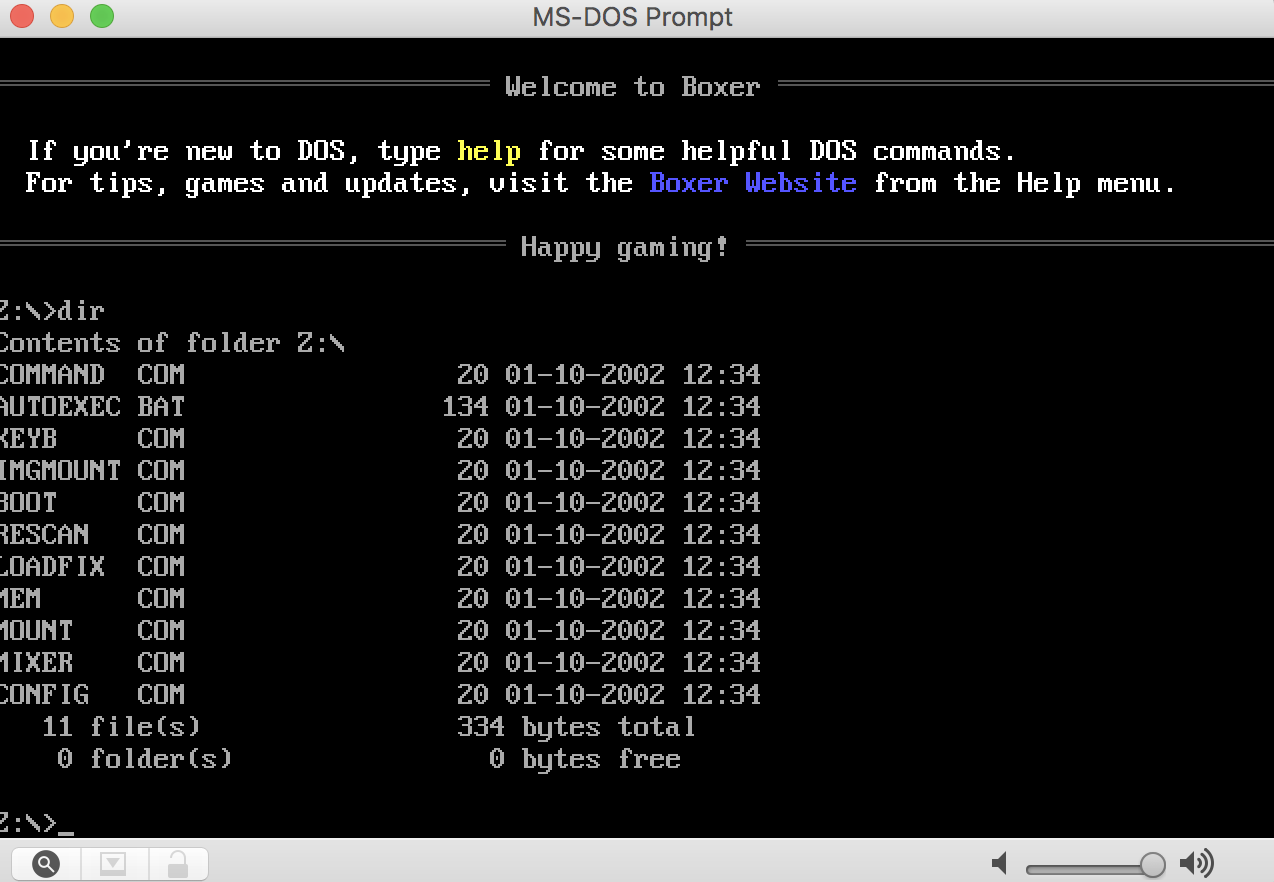 MS-DOS Prompt
Welcome to Boxer
If you're new to DOS, type help for some helpful DOS commands.
For tips, games and updates, visit the Boxer Website from the Help menu.
Happy gaming!
Z:\>dir
Contents of folder Z:\
COMMAND  COM                 20 01-10-2002 12:34
AUTOEXEC BAT                134 01-10-2002 12:34
KEYB     COM                 20 01-10-2002 12:34
IMGMOUNT COM                 20 01-10-2002 12:34
BOOT     COM                 20 01-10-2002 12:34
RESCAN   COM                 20 01-10-2002 12:34
LOADFIX  COM                 20 01-10-2002 12:34
MEM      COM                 20 01-10-2002 12:34
MOUNT    COM                 20 01-10-2002 12:34
MIXER    COM                 20 01-10-2002 12:34
CONFIG   COM                 20 01-10-2002 12:34
11 file(s)                334 bytes total
0 folder(s)                0 bytes free
Z:\>_